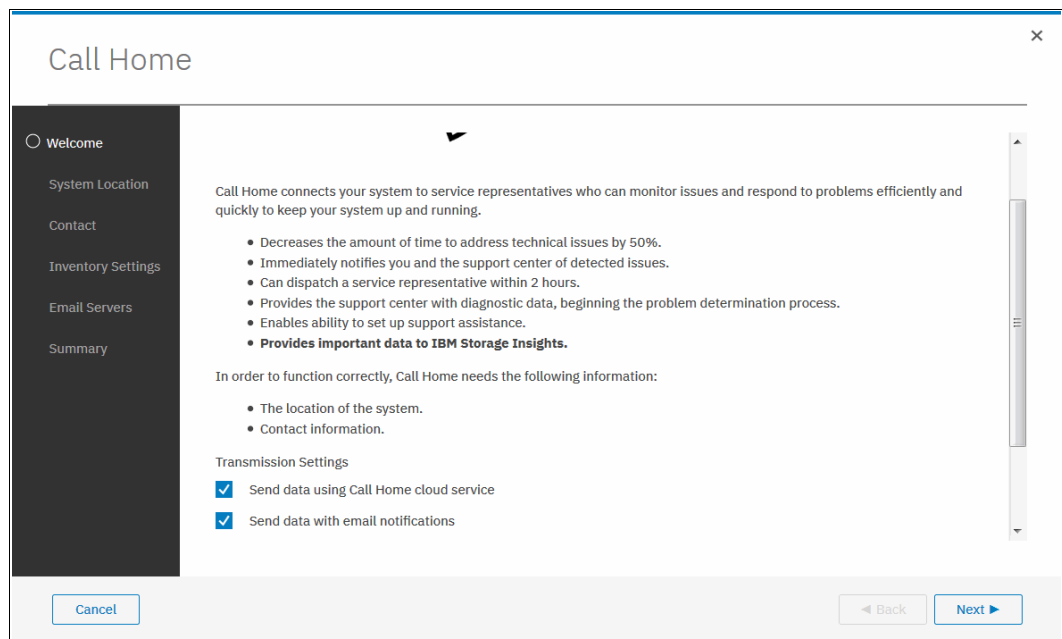 Call Home
Welcome
System Location
Contact
Inventory Settings
Email Servers
Summary
Call Home connects your system to service representatives who can monitor issues and respond to problems efficiently and
quickly to keep your system up and running.
Decreases the amount of time to address technical issues by 50%.
Immediately notifies you and the support center of detected issues.
Can dispatch a service representative within 2 hours.
Provides the support center with diagnostic data, beginning the problem determination process.
Enables ability to set up support assistance.
Provides important data to IBM Storage Insights.
In order to function correctly, Call Home needs the following information:
The location of the system.
Contact information.
Transmission Settings
Send data using Call Home cloud service
Send data with email notifications
Cancel
Back
Next